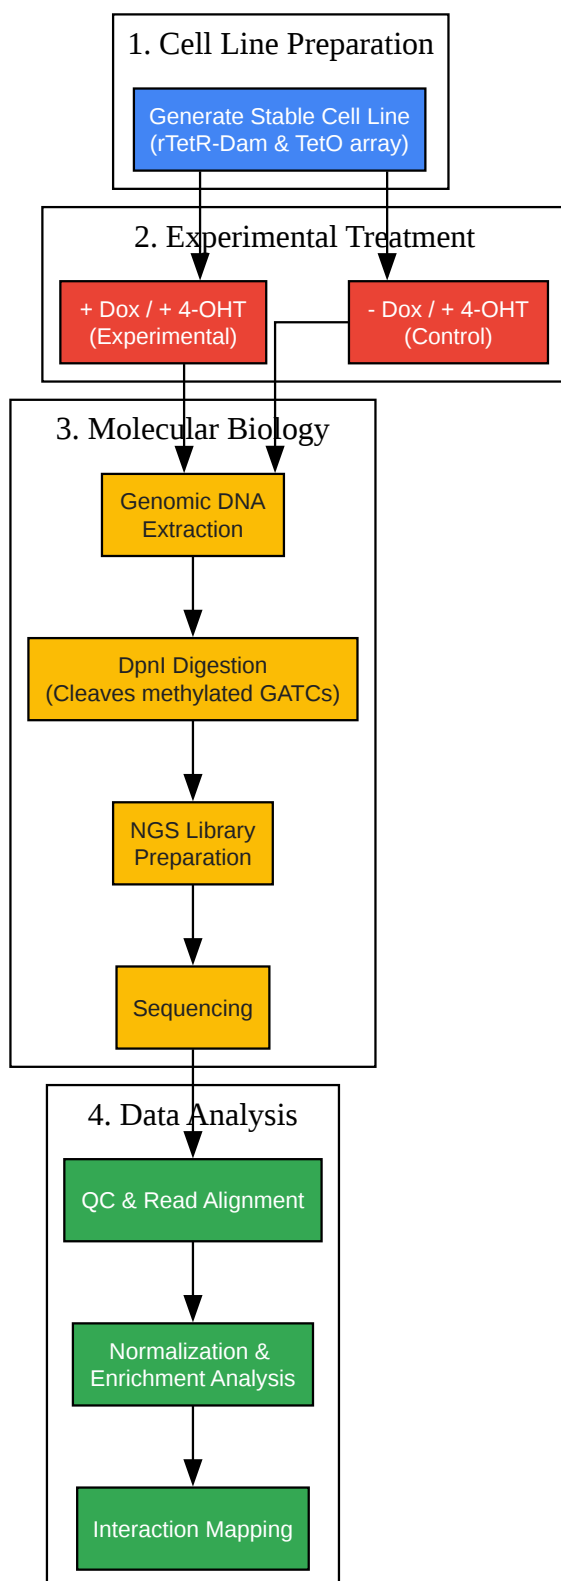 1. Cell Line Preparation
Generate Stable Cell Line
(rTetR-Dam & TetO array)
2. Experimental Treatment
+ Dox / + 4-OHT
(Experimental)
- Dox / + 4-OHT
(Control)
3. Molecular Biology
Genomic DNA
Extraction
DpnI Digestion
(Cleaves methylated GATCs)
NGS Library
Preparation
Sequencing
4. Data Analysis
QC & Read Alignment
Normalization &
Enrichment Analysis
Interaction Mapping